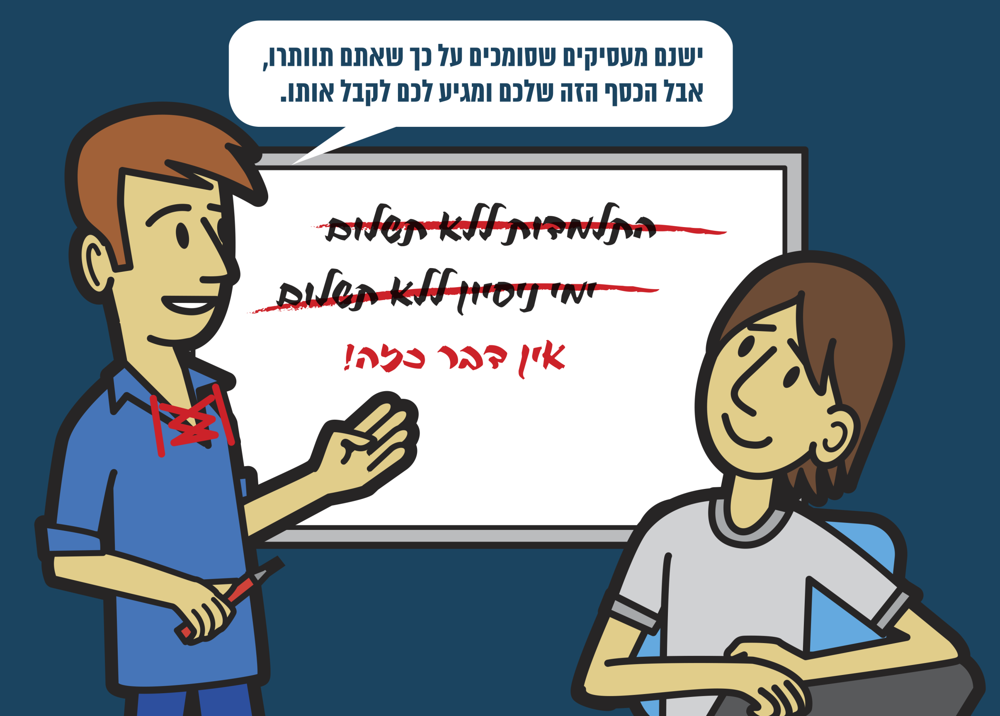 ישנם מעסיקים שסומכים על כך שאתם תוותרו,
אבל הכסף הזה שלכם ומגיע לכם לקבל אותו.
התלמדות ללא תשלום
ימי ניסיון ללא תשלום
אין דבר כזה!